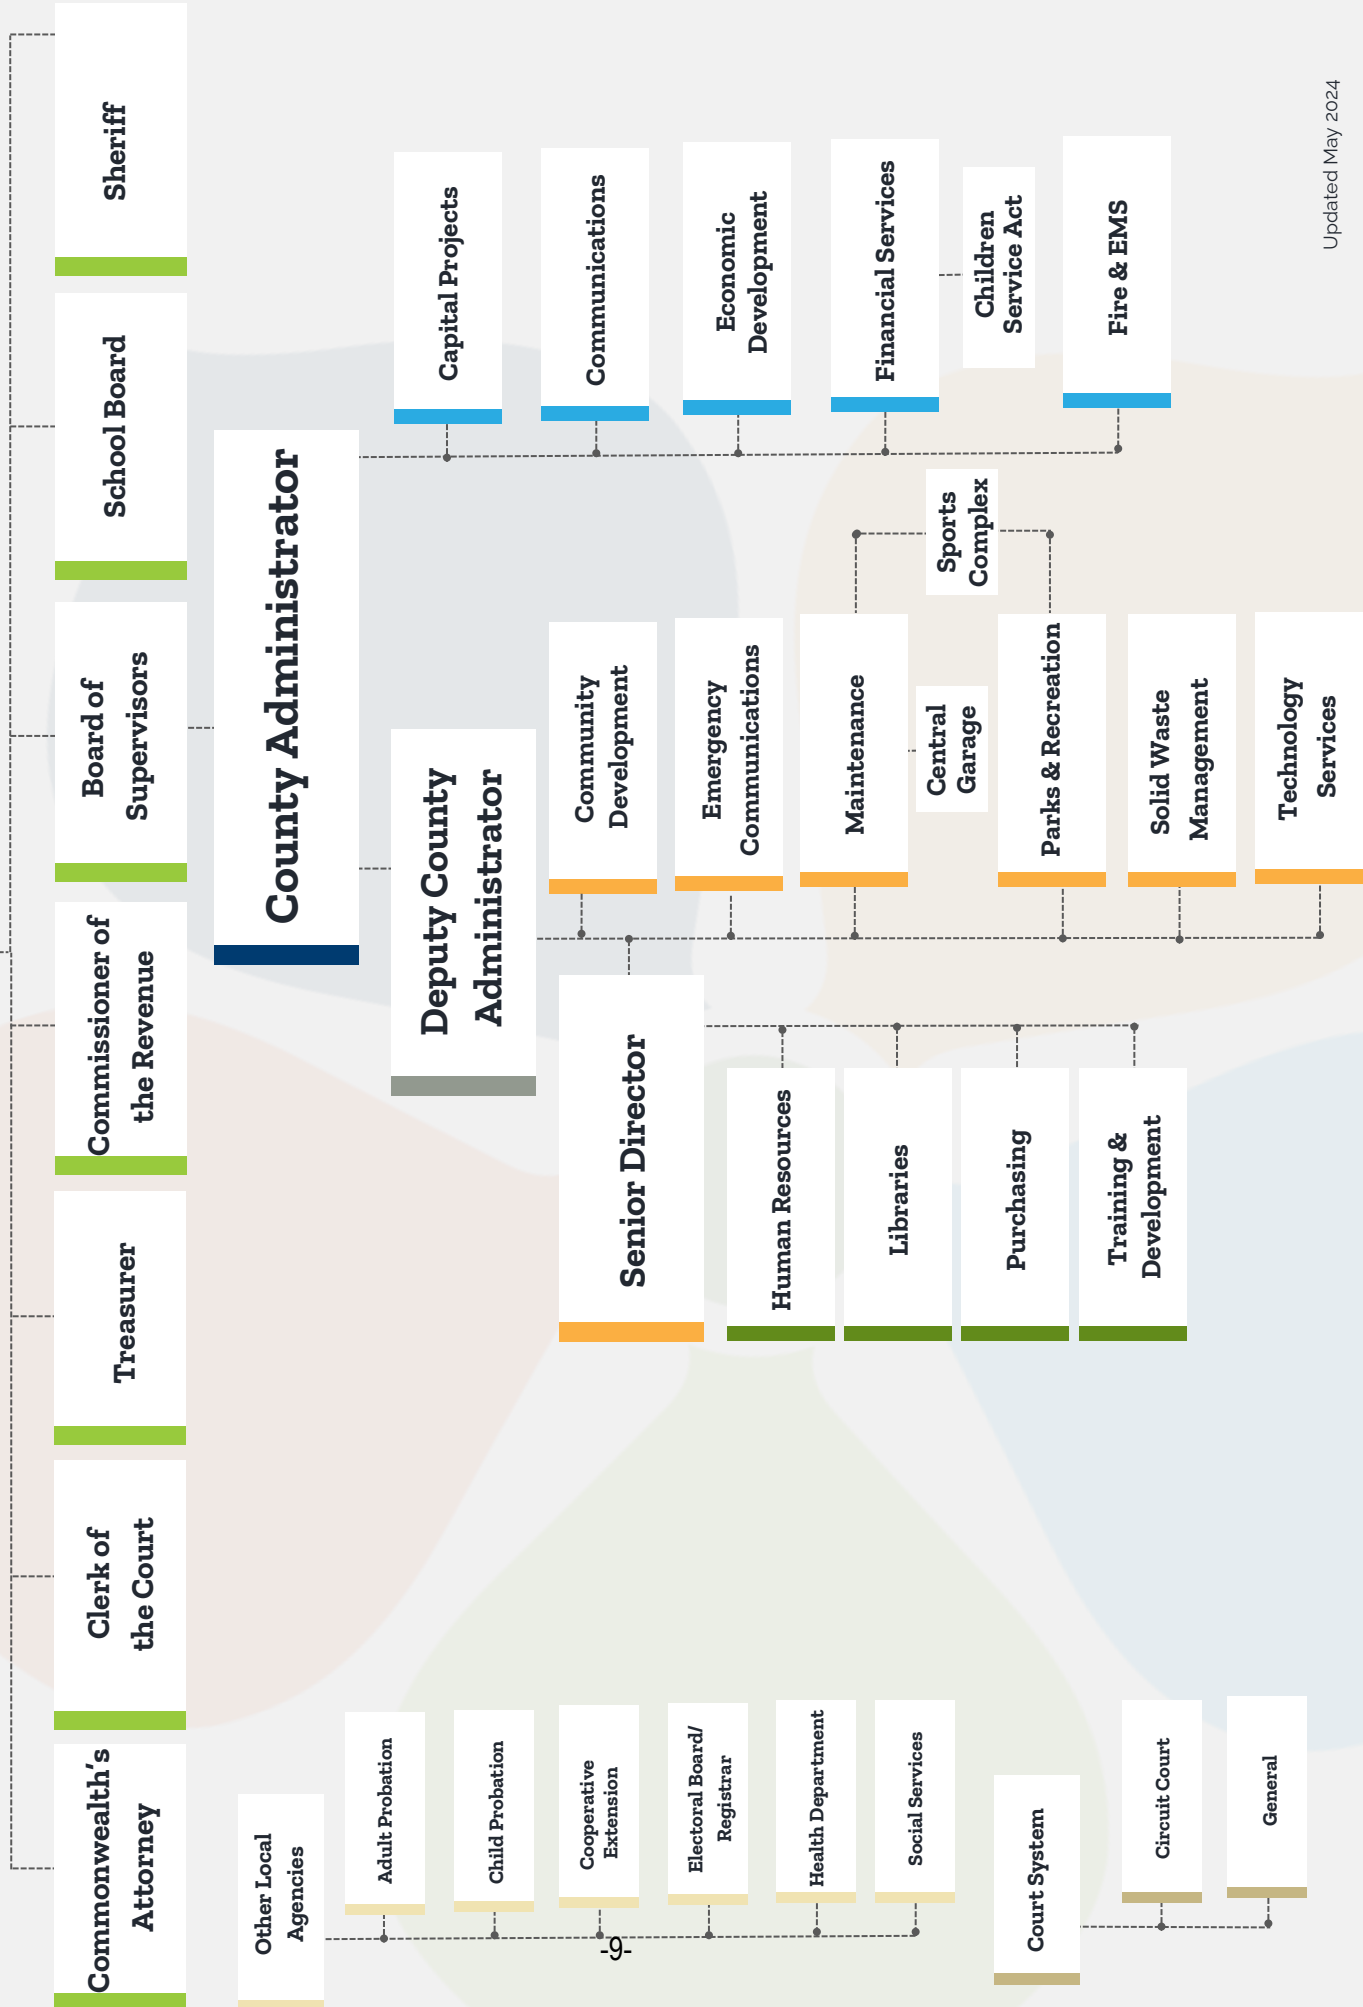 Commonwealth’s
Attorney
Clerk of
the Court
Treasurer
Commissioner of
the Revenue
Board of
Supervisors
School Board
Sheriff
County Administrator
Deputy County
Administrator
Capital Projects
Communications
Economic
Development
Financial Services
Children
Service Act
Fire & EMS
Community
Development
Emergency
Communications
Maintenance
Central
Garage
Sports
Complex
Parks & Recreation
Solid Waste
Management
Technology
Services
Senior Director
Human Resources
Libraries
Purchasing
Training &
Development
Other Local
Agencies
Adult Probation
Child Probation
Cooperative
Extension
Electoral Board/
Registrar
Health Department
Social Services
Court System
Circuit Court
General
Updated May 2024
-9-